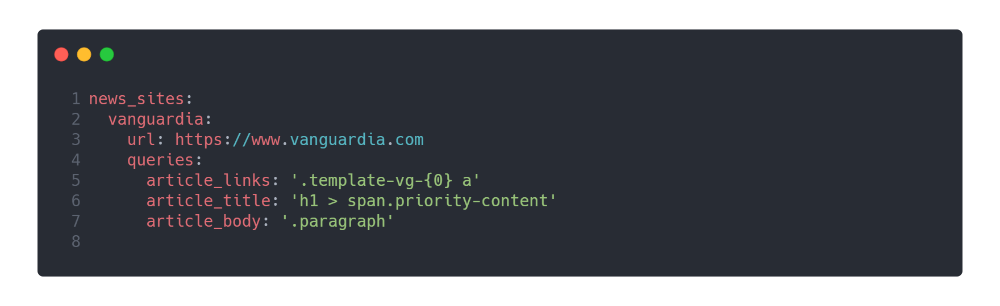 1 news_sites:
2   vanguardia:
3     url: https://www.vanguardia.com
4     queries:
5       article_links: '.template-vg-{0} a'
6       article_title: 'h1 > span.priority-content'
7       article_body: '.paragraph'
8